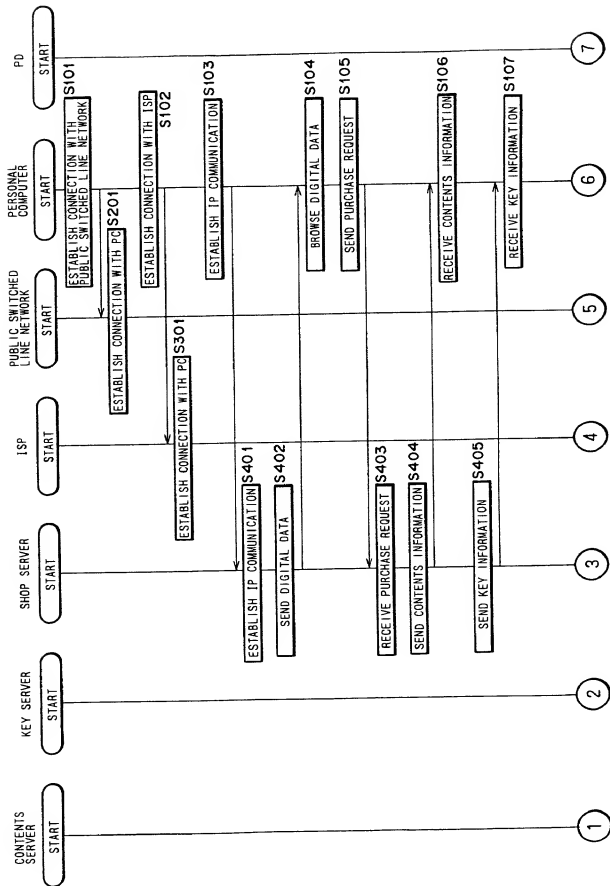 CONTENTS
SERVER
START
KEY SERVER
START
SHOP SERVER
START
ISP
START
PUBLIC SWITCHED
LINE NETWORK
START
PERSONAL
COMPUTER
START
PD
START
ESTABLISH CONNECTION WITH
PUBLIC SWITCHED LINE NETWORK
S101
ESTABLISH CONNECTION WITH PC
S201
ESTABLISH CONNECTION WITH ISP
S102
ESTABLISH CONNECTION WITH PC
S301
ESTABLISH IP COMMUNICATION
S103
ESTABLISH IP COMMUNICATION
S401
SEND DIGITAL DATA
S402
BROWSE DIGITAL DATA
S104
SEND PURCHASE REQUEST
S105
RECEIVE PURCHASE REQUEST
S403
SEND CONTENTS INFORMATION
S404
RECEIVE CONTENTS INFORMATION
S106
SEND KEY INFORMATION
S405
RECEIVE KEY INFORMATION
S107
1
2
3
4
5
6
7